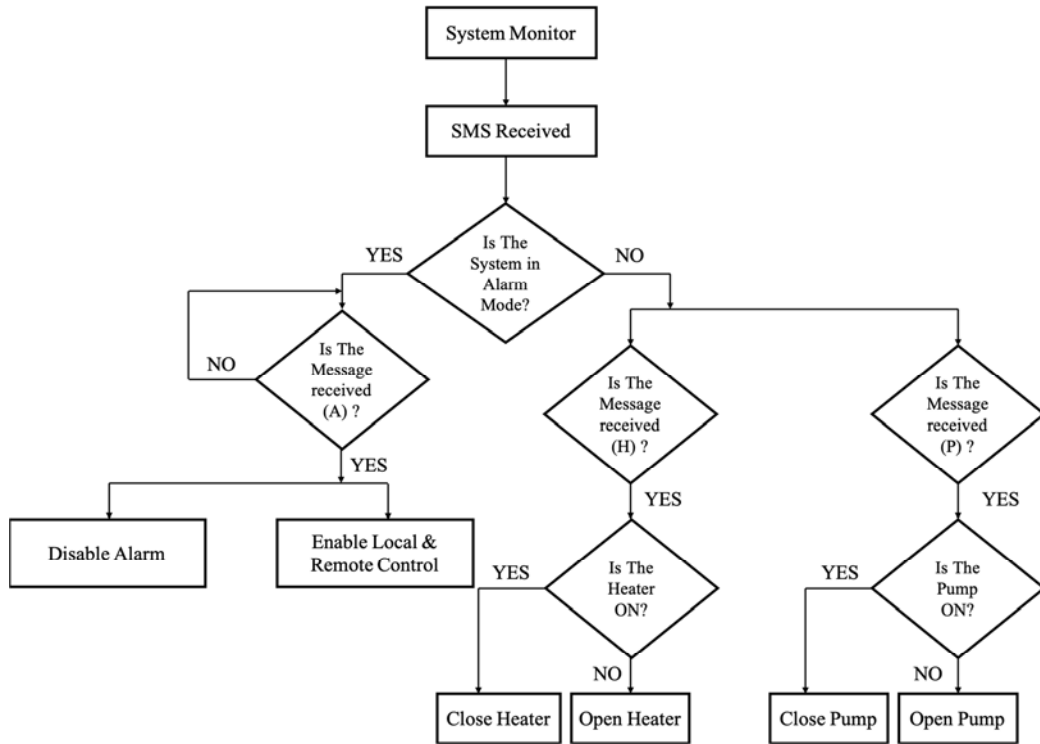 System Monitor
SMS Received
Is The
System in
Alarm
Mode?
YES
NO
Is The
Message
received
(A) ?
NO
YES
Disable Alarm
Enable Local &
Remote Control
Is The
Message
received
(H) ?
YES
Is The
Heater
ON?
YES
NO
Close Heater
Open Heater
Is The
Message
received
(P) ?
YES
Is The
Pump
ON?
YES
NO
Close Pump
Open Pump